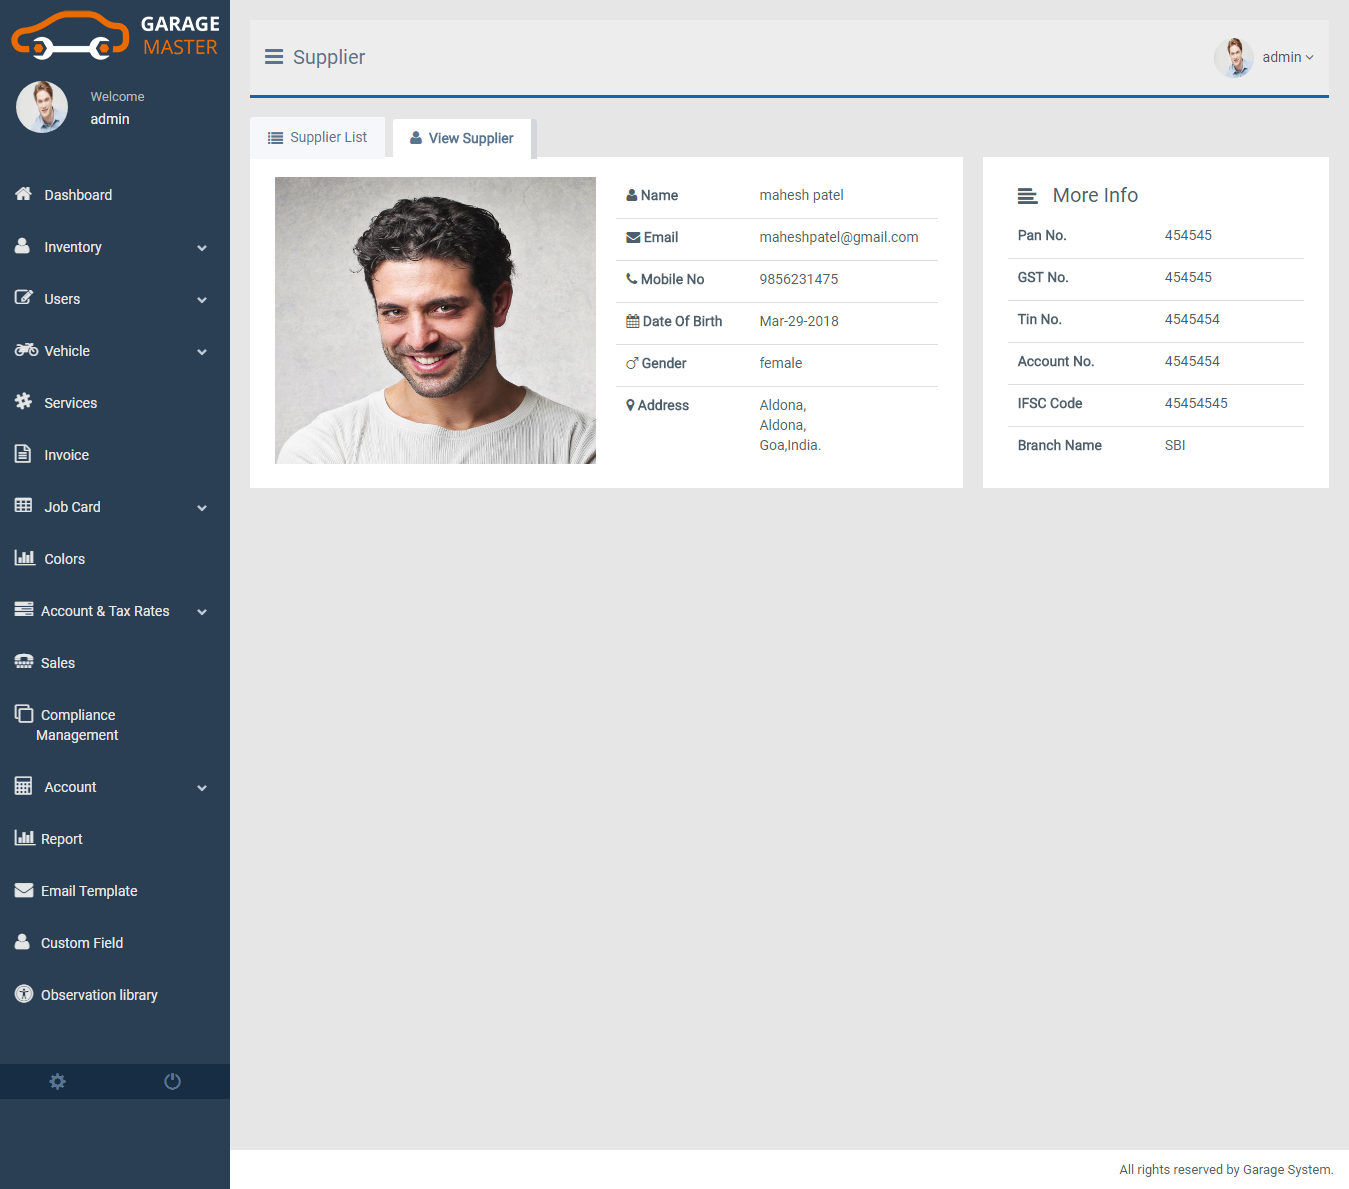 GARAGE
MASTER
Welcome
admin
Dashboard
Inventory
Users
Vehicle
Services
Invoice
Job Card
Colors
Account & Tax Rates
Sales
Compliance
Management
Account
Report
Email Template
Custom Field
Observation library
Supplier
admin
Supplier List
View Supplier
Name mahesh patel
Email maheshpatel@gmail.com
Mobile No 9856231475
Date Of Birth Mar-29-2018
Gender female
Address Aldona,
Aldona,
Goa,India.
More Info
Pan No. 454545
GST No. 454545
Tin No. 4545454
Account No. 4545454
IFSC Code 45454545
Branch Name SBI
All rights reserved by Garage System.